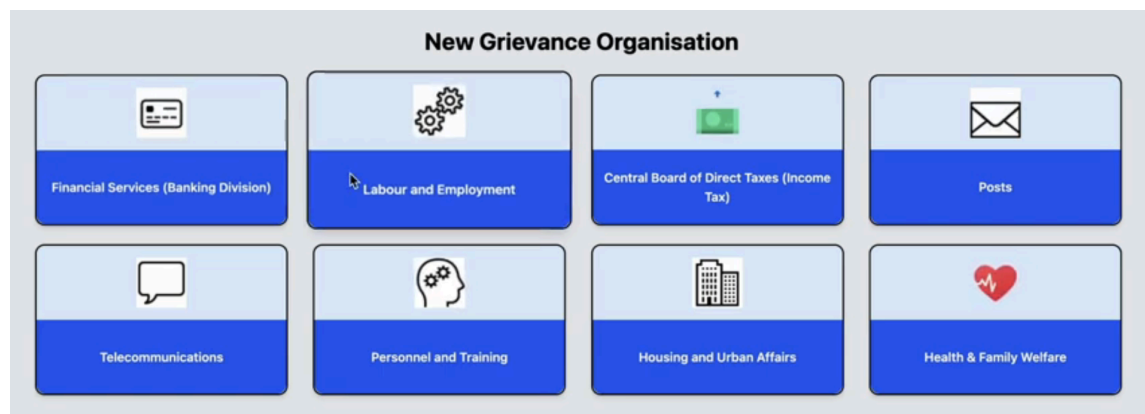 New Grievance Organisation
Financial Services (Banking Division)
Labour and Employment
Central Board of Direct Taxes (Income
Tax)
Posts
Telecommunications
Personnel and Training
Housing and Urban Affairs
Health & Family Welfare